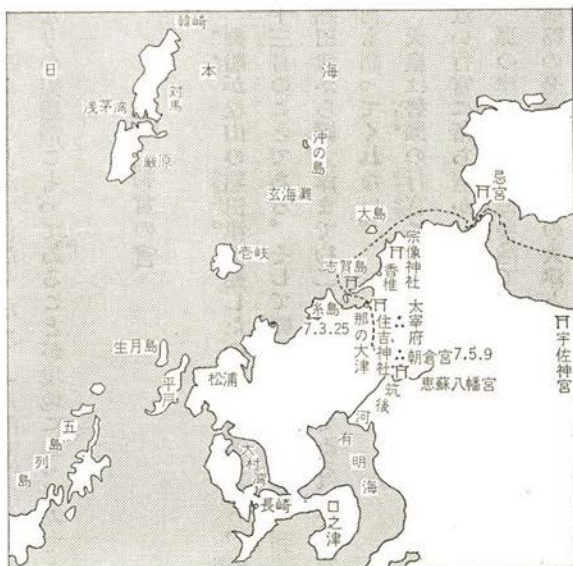 韓崎
日本海
対馬
浅茅湾
厳原
沖の島
玄海灘
大島
忌宮
壱岐
志賀島
宗像神社
香椎
糸島
7.3.25
那の大津
住吉神社
太宰府
朝倉宮 7.5.9
恵蘇八幡宮
宇佐神宮
筑後河
生月島
平戸
松浦
五島列島
大村湾
有明海
長崎
口之津